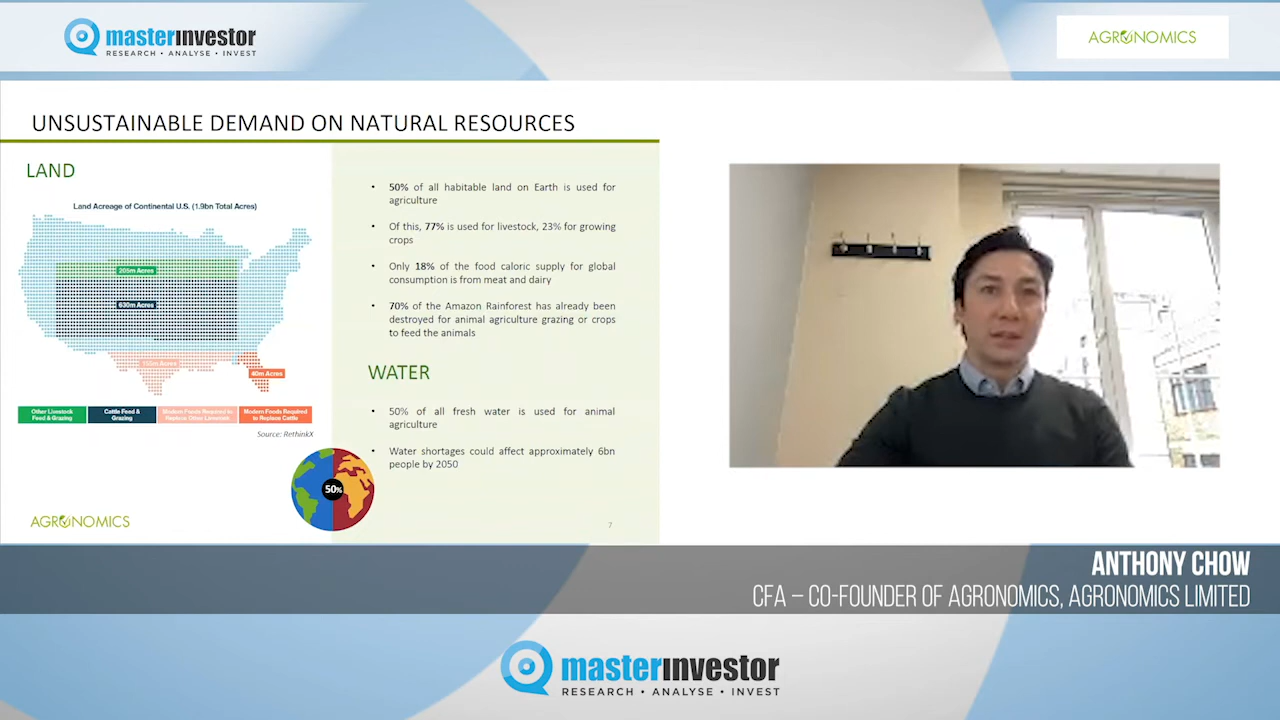 masterinvestor
RESEARCH • ANALYSE • INVEST
AGRONOMICS
UNSUSTAINABLE DEMAND ON NATURAL RESOURCES
LAND
Land Acreage of Continental U.S. (1.9bn Total Acres)
205m Acres
630m Acres
40m Acres
Other Livestock
Feed & Grazing
Cattle Feed &
Grazing
Modern Foods Required to
Replace Other Livestock
Modern Foods Required
to Replace Cattle
Source: RethinkX
50%
AGRONOMICS
• 50% of all habitable land on Earth is used for
agriculture
• Of this, 77% is used for livestock, 23% for growing
crops
• Only 18% of the food caloric supply for global
consumption is from meat and dairy
• 70% of the Amazon Rainforest has already been
destroyed for animal agriculture grazing or crops
to feed the animals
WATER
• 50% of all fresh water is used for animal
agriculture
• Water shortages could affect approximately 6bn
people by 2050
7
ANTHONY CHOW
CFA – CO-FOUNDER OF AGRONOMICS, AGRONOMICS LIMITED
masterinvestor
RESEARCH • ANALYSE • INVEST